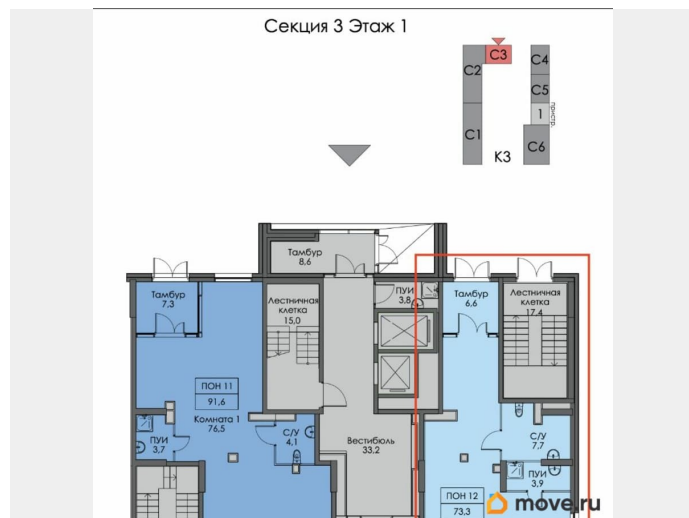 Секция 3 Этаж 1
С3
С2
С4
С5
1
пристр.
С1
С6
К3
Тамбур
8,6
Тамбур
7,3
Лестничная
клетка
15,0
ПУИ
3,8
Тамбур
6,6
Лестничная
клетка
17,4
ПОН 11
91,6
Комната 1
76,5
ПУИ
3,7
С/У
4,1
Вестибюль
33,2
С/У
7,7
ПУИ
3,9
ПОН 12
73,3
move.ru